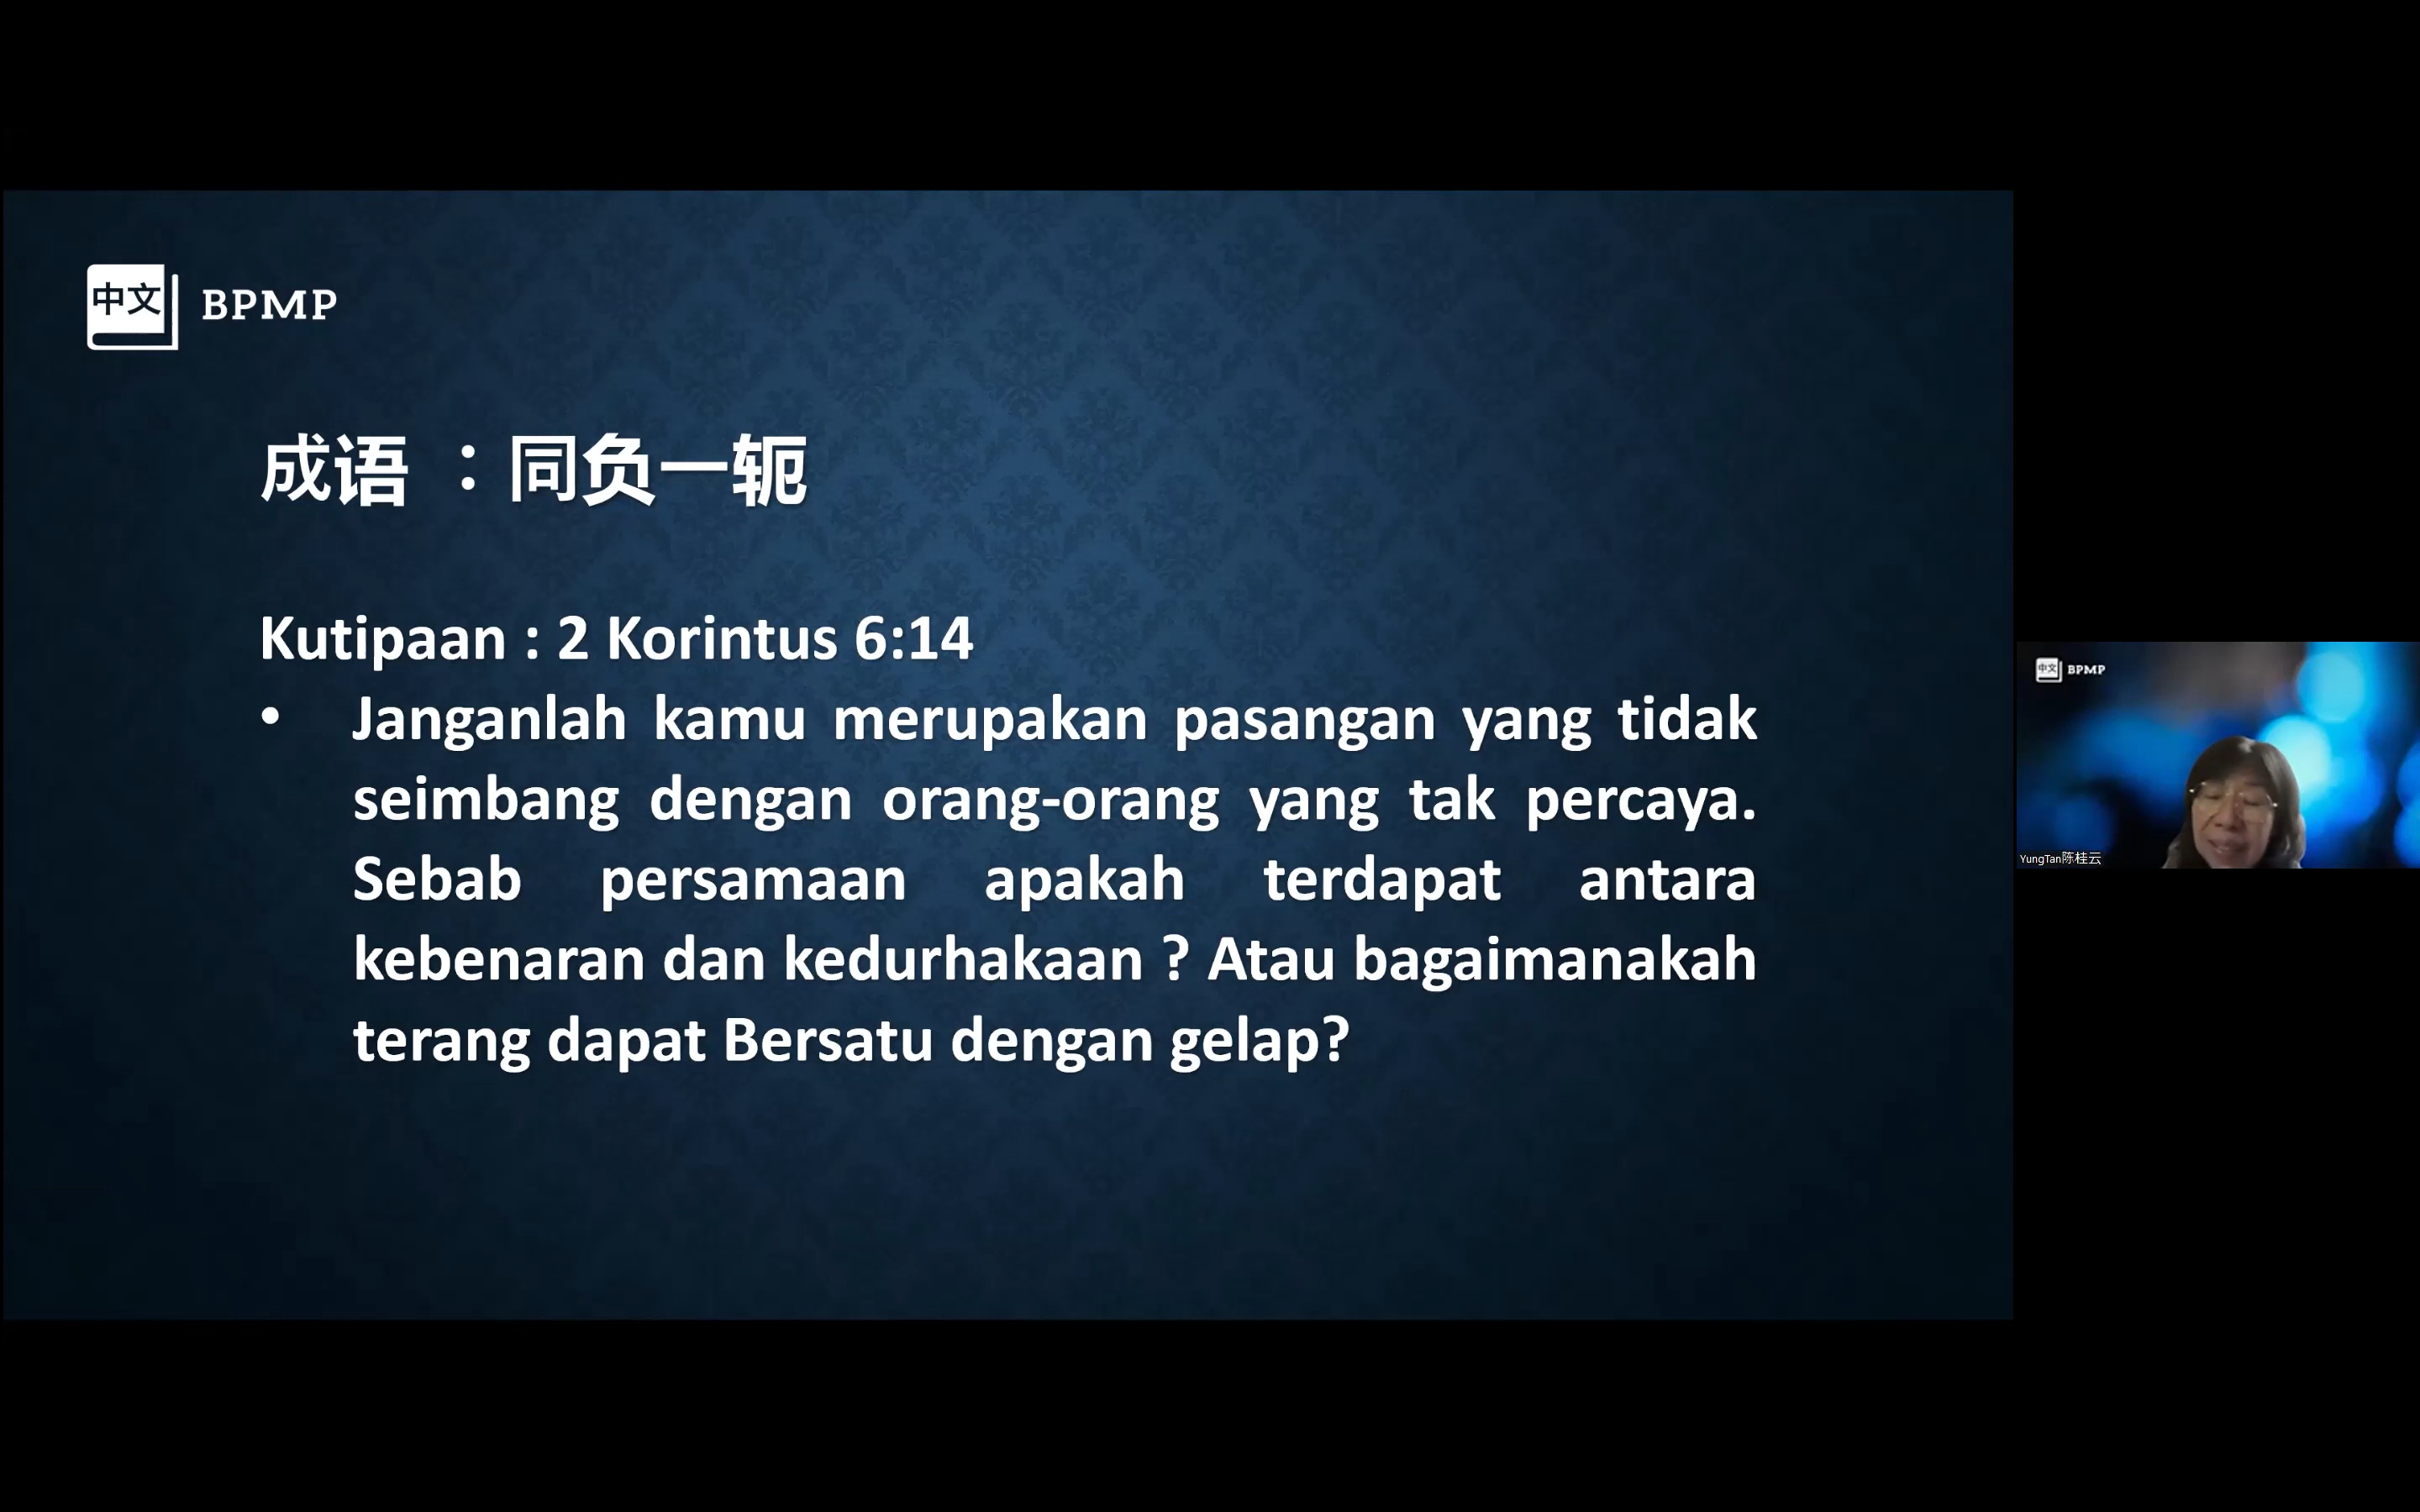 中文 BPMP
成语 ：同负一轭
Kutipaan : 2 Korintus 6:14
• Janganlah kamu merupakan pasangan yang tidak
seimbang dengan orang-orang yang tak percaya.
Sebab persamaan apakah terdapat antara
kebenaran dan kedurhakaan ? Atau bagaimanakah
terang dapat Bersatu dengan gelap?
中文 BPMP
YungTan陈桂云